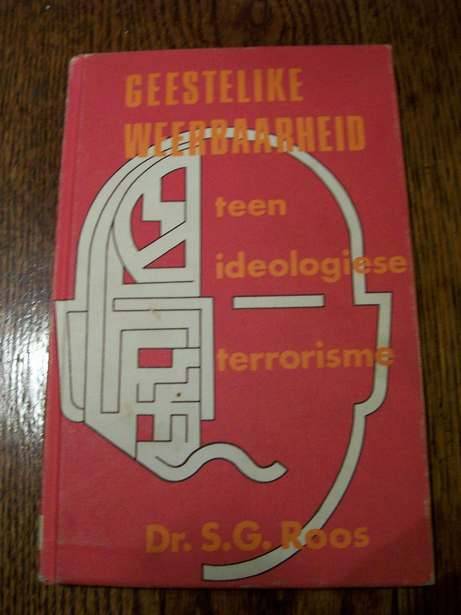 GEESTELIKE
WEERBAARHEID
teen
ideologiese
terrorisme
Dr. S.G. Roos